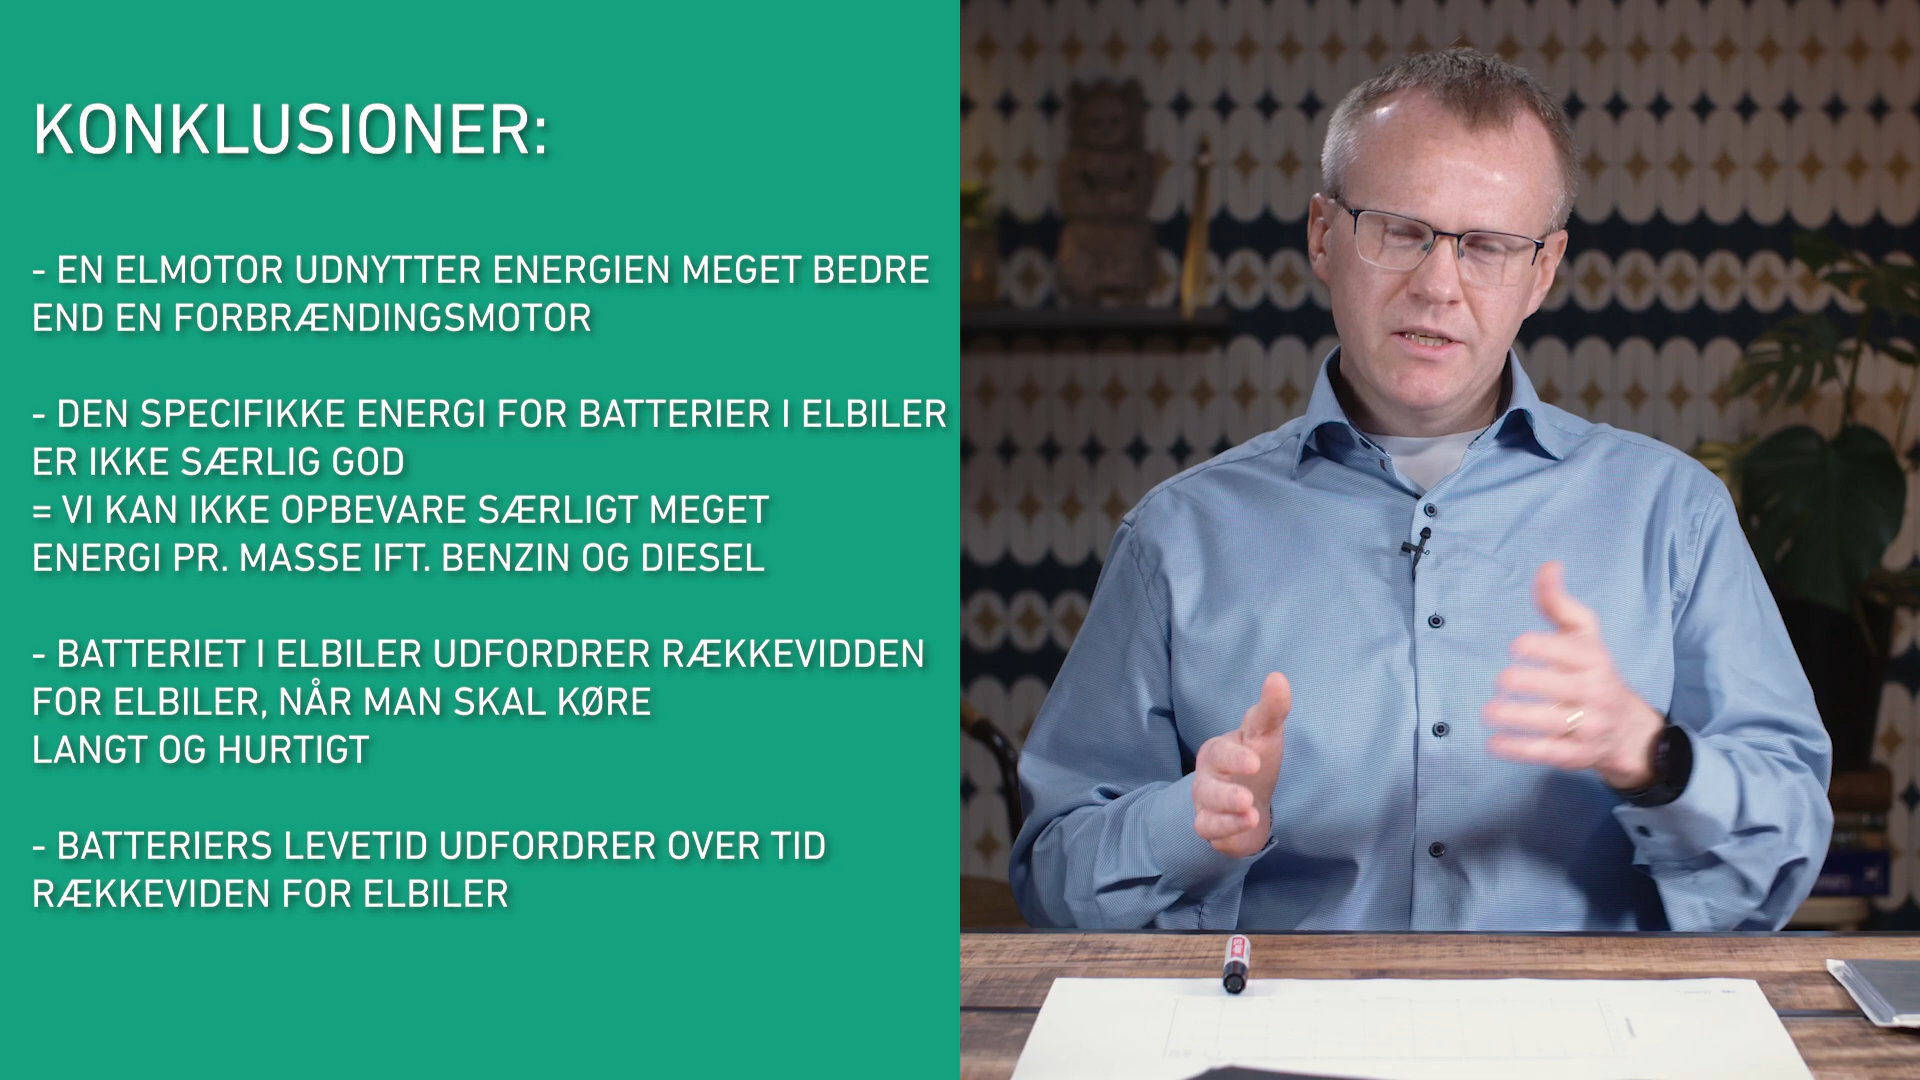 KONKLUSIONER:
- EN ELMOTOR UDNYTTER ENERGIEN MEGET BEDRE
END EN FORBRÆNDINGSMOTOR
- DEN SPECIFIKKE ENERGI FOR BATTERIER I ELBILER
ER IKKE SÆRLIG GOD
= VI KAN IKKE OPBEVARE SÆRLIGT MEGET
ENERGI PR. MASSE IFT. BENZIN OG DIESEL
- BATTERIET I ELBILER UDFORDRER RÆKKEVIDDEN
FOR ELBILER, NÅR MAN SKAL KØRE
LANGT OG HURTIGT
- BATTERIERS LEVETID UDFORDRER OVER TID
RÆKKEVIDEN FOR ELBILER